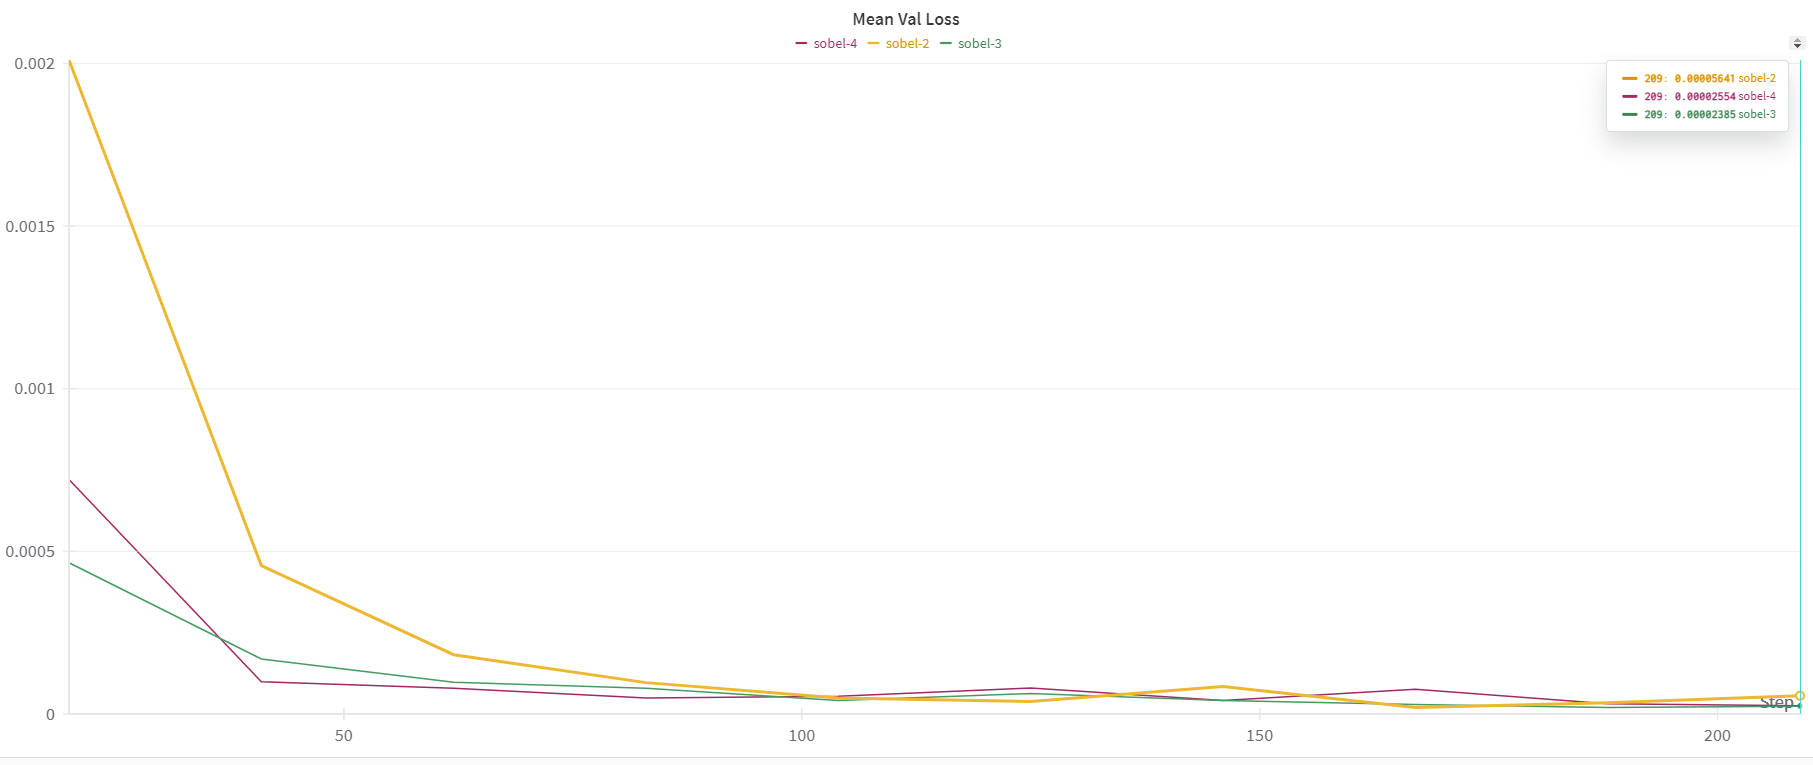 Mean Val Loss
sobel-4 sobel-2 sobel-3
0.002
0.0015
0.001
0.0005
0
209: 0.00005641 sobel-2
209: 0.00002554 sobel-4
209: 0.00002385 sobel-3
Step
50 100 150 200